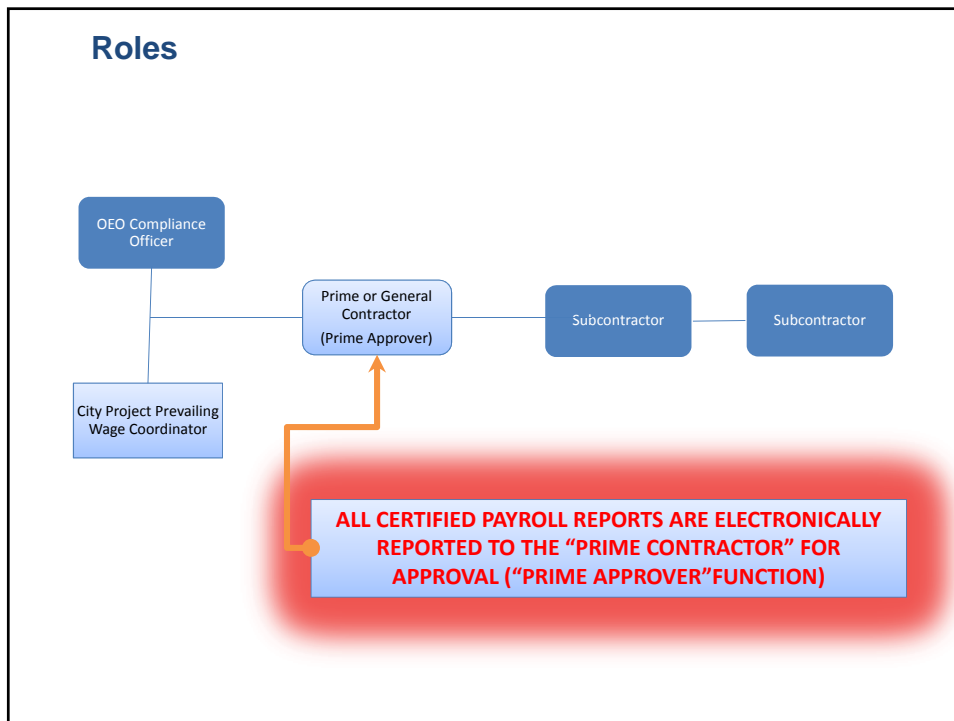 Roles
OEO Compliance
Officer
Prime or General
Contractor
(Prime Approver)
Subcontractor
Subcontractor
City Project Prevailing
Wage Coordinator
ALL CERTIFIED PAYROLL REPORTS ARE ELECTRONICALLY
REPORTED TO THE “PRIME CONTRACTOR” FOR
APPROVAL (“PRIME APPROVER”FUNCTION)